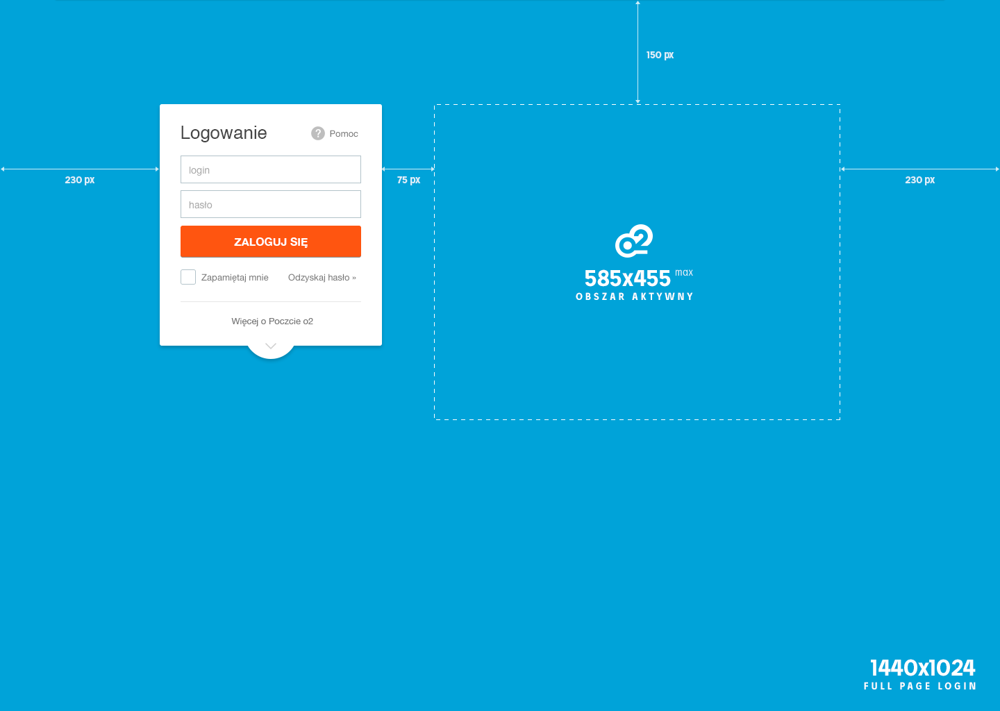 150 px
Logowanie
? Pomoc
login
230 px
75 px
230 px
hasło
ZALOGUJ SIĘ
o2
585x455 max
OBSZAR AKTYWNY
Zapamiętaj mnie
Odzyskaj hasło »
Więcej o Poczcie o2
1440x1024
FULL PAGE LOGIN